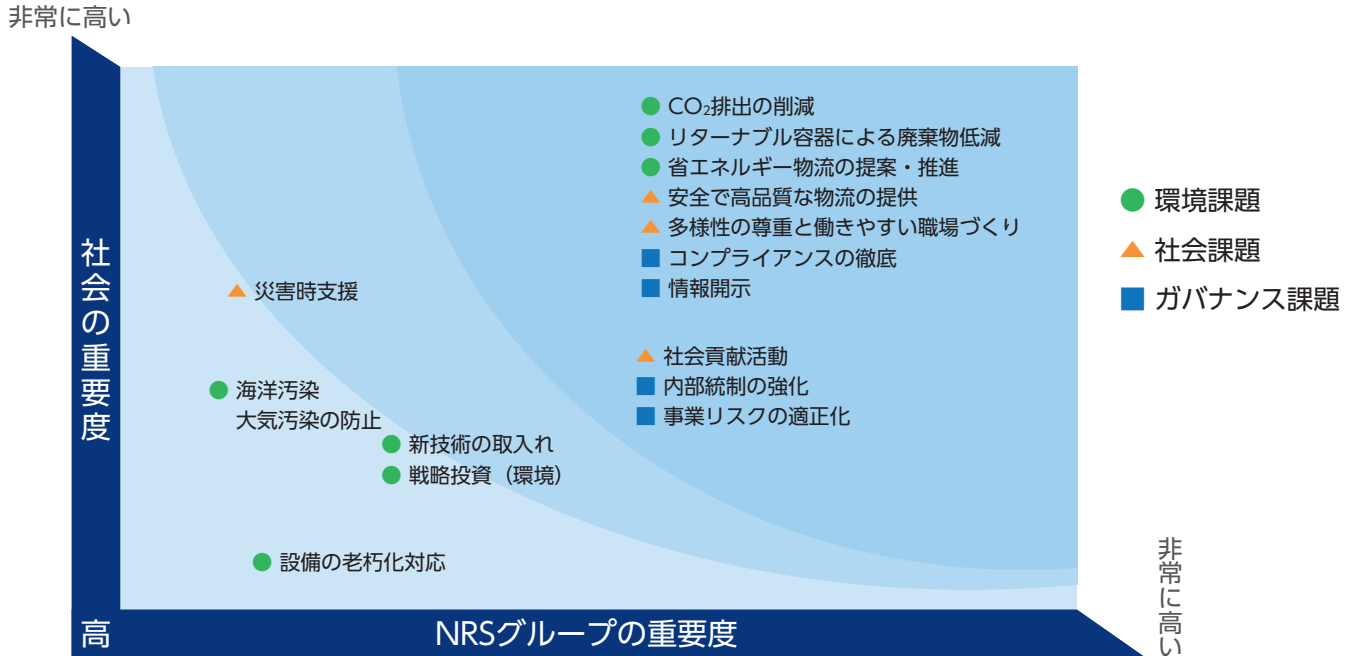 非常に高い
社会の重要度
CO₂排出の削減
リターナブル容器による廃棄物低減
省エネルギー物流の提案・推進
安全で高品質な物流の提供
多様性の尊重と働きやすい職場づくり
コンプライアンスの徹底
情報開示
災害時支援
社会貢献活動
内部統制の強化
事業リスクの適正化
海洋汚染
大気汚染の防止
新技術の取入れ
戦略投資（環境）
設備の老朽化対応
環境課題
社会課題
ガバナンス課題
高
NRSグループの重要度
非常に高い